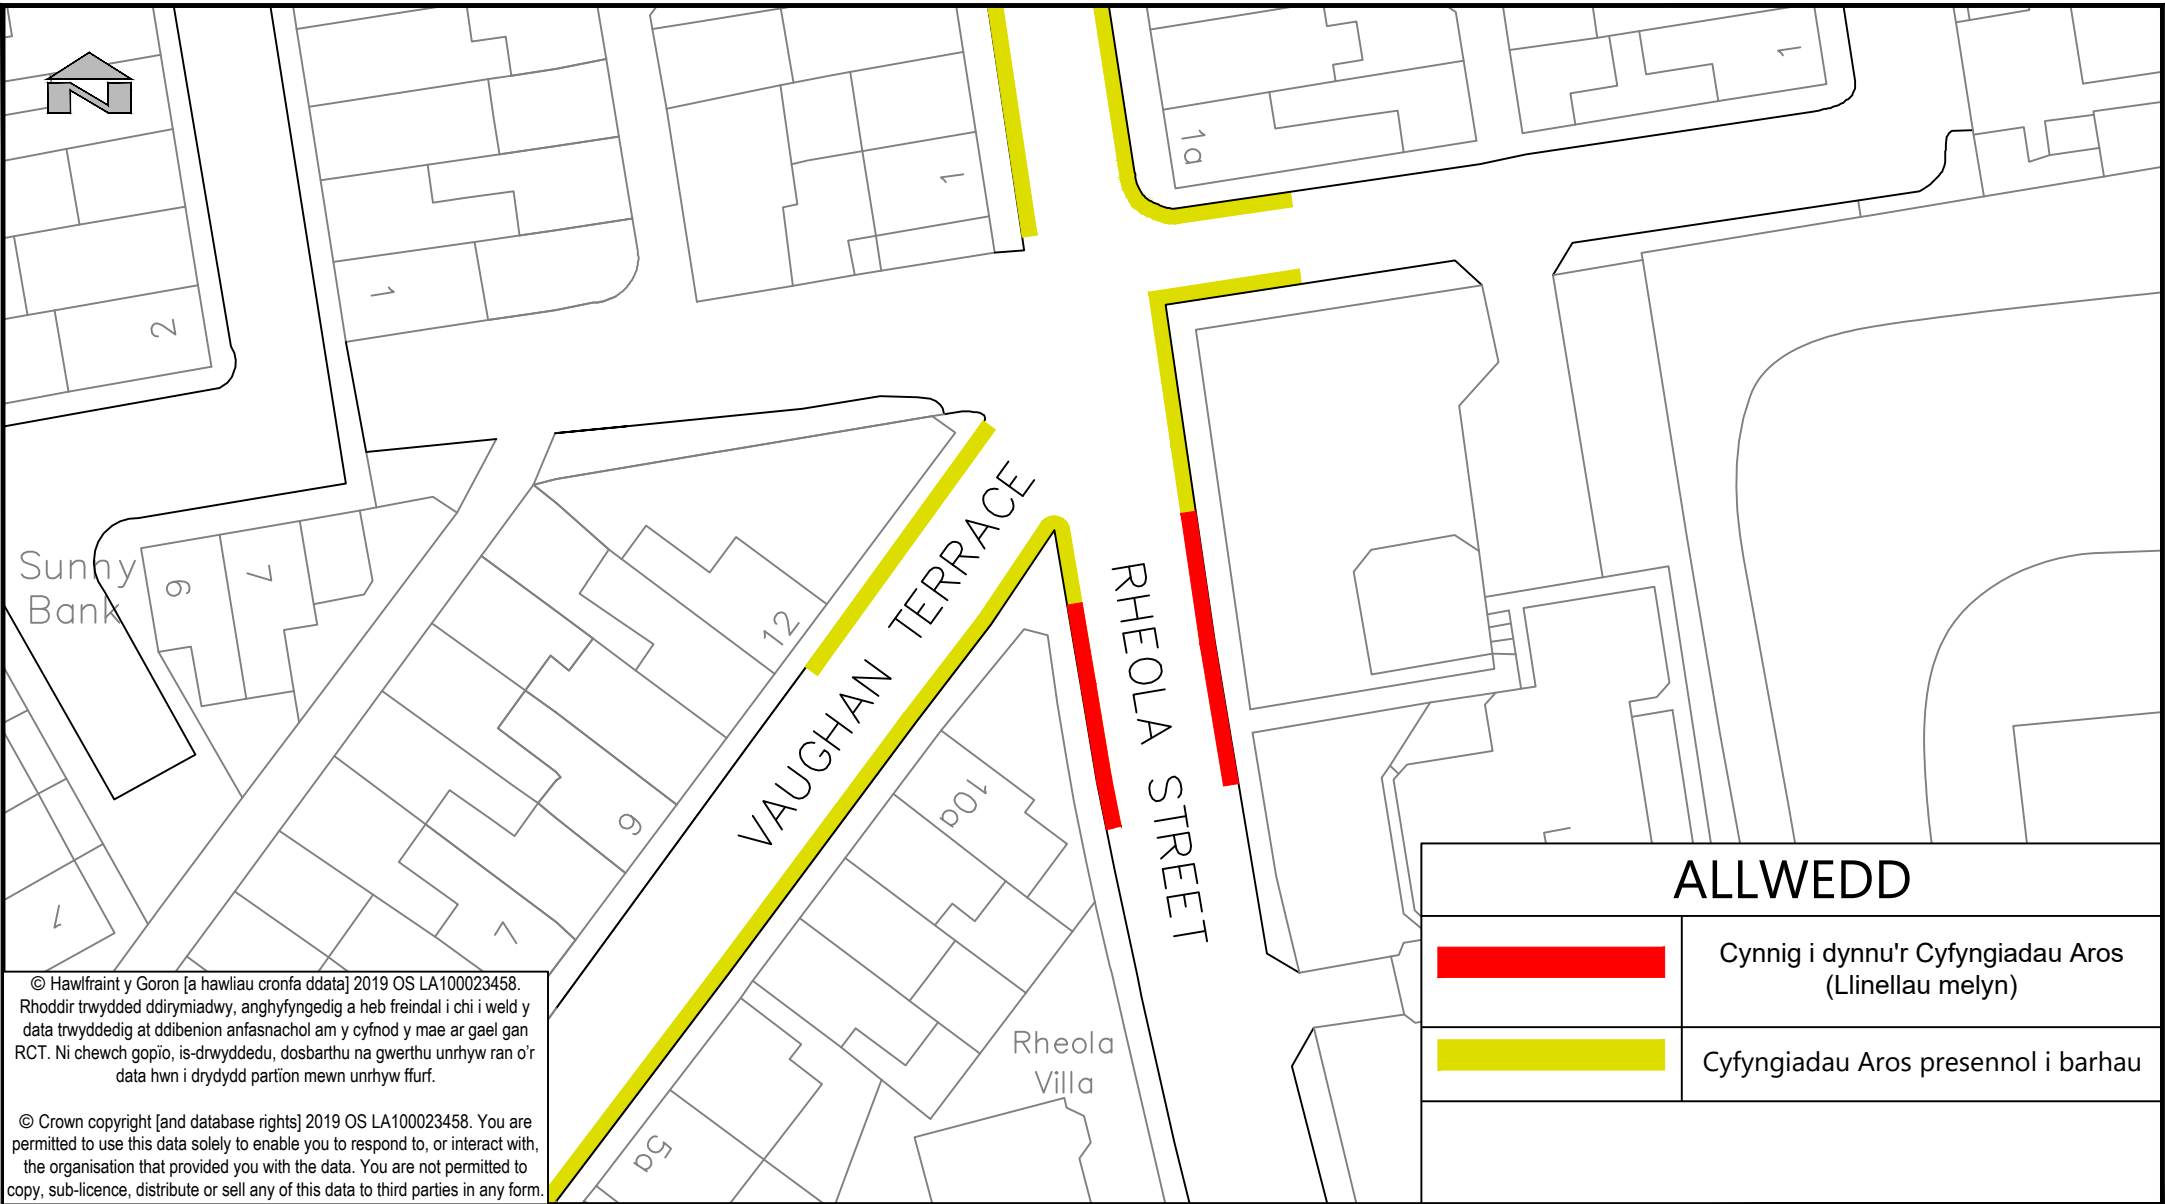 N
1
1a
1
1
2
Sunny
Bank
6
7
12
VAUGHAN TERRACE
RHEOLA STREET
9
10a
7
1
Rheola
Villa
5a
ALLWEDD
Cynnig i dynnu'r Cyfyngiadau Aros
(Llinellau melyn)
Cyfyngiadau Aros presennol i barhau
© Hawlfraint y Goron [a hawliau cronfa ddata] 2019 OS LA100023458.
Rhoddir trwydded ddirymiadwy, anghyfyngedig a heb freindal i chi i weld y
data trwyddedig at ddibenion anfasnachol am y cyfnod y mae ar gael gan
RCT. Ni chewch gopïo, is-drwyddedu, dosbarthu na gwerthu unrhyw ran o'r
data hwn i drydydd partïon mewn unrhyw ffurf.
© Crown copyright [and database rights] 2019 OS LA100023458. You are
permitted to use this data solely to enable you to respond to, or interact with,
the organisation that provided you with the data. You are not permitted to
copy, sub-licence, distribute or sell any of this data to third parties in any form.